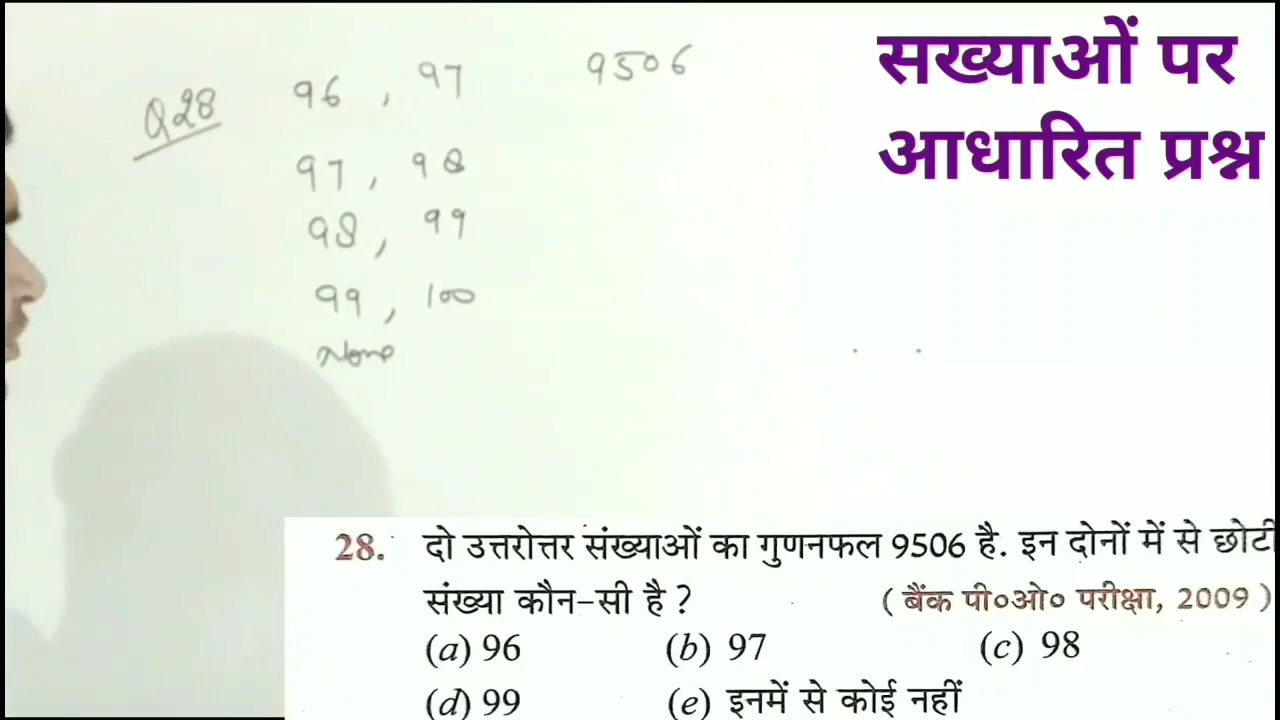 सख्याओं पर
आधारित प्रश्न
Q28 96 , 97 9506
97 , 98
98 , 99
99 , 100
None
28. दो उत्तरोत्तर संख्याओं का गुणनफल 9506 है. इन दोनों में से छोटी
संख्या कौन-सी है ? ( बैंक पी०ओ० परीक्षा, 2009 )
(a) 96 (b) 97 (c) 98
(d) 99 (e) इनमें से कोई नहीं